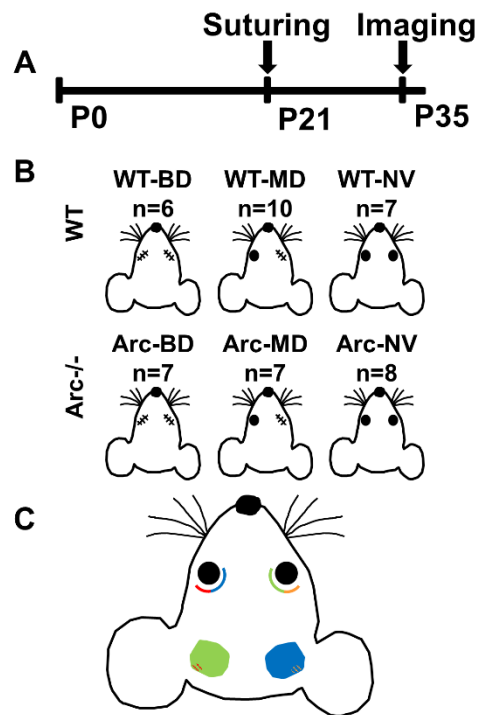 Suturing Imaging
A
P0 P21 P35
B
WT-BD WT-MD WT-NV
n=6 n=10 n=7
WT
Arc-BD Arc-MD Arc-NV
n=7 n=7 n=8
Arc-/-
C